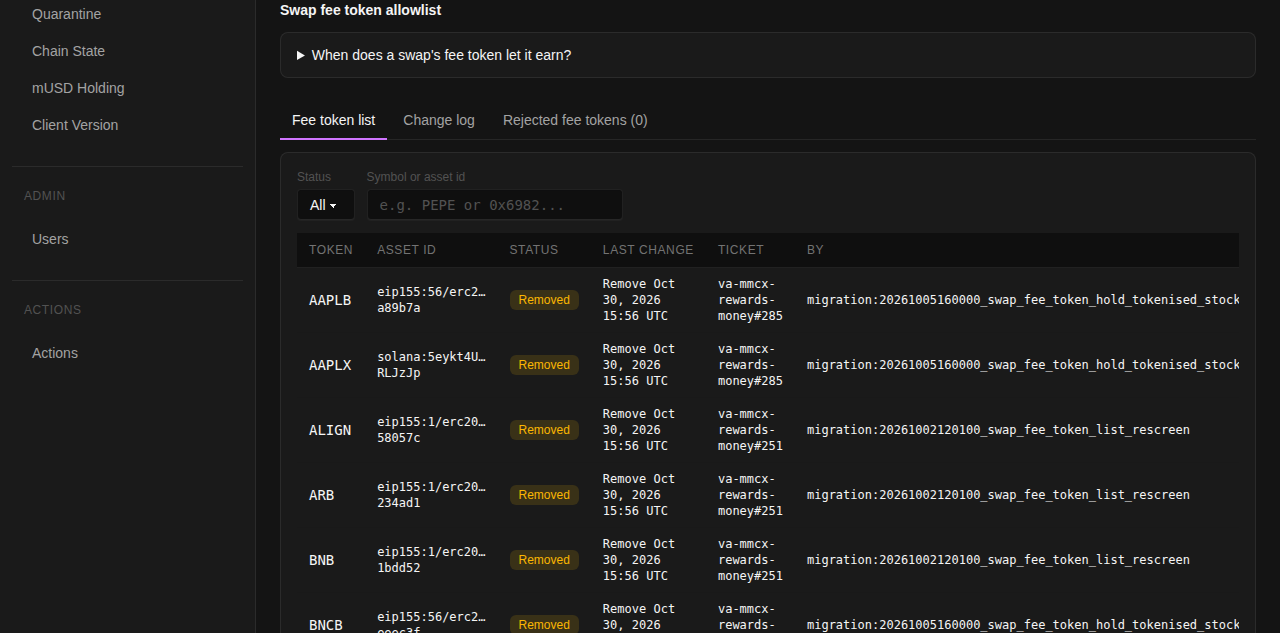 Quarantine
Chain State
mUSD Holding
Client Version
ADMIN
Users
ACTIONS
Actions
Swap fee token allowlist
When does a swap's fee token let it earn?
Fee token list Change log Rejected fee tokens (0)
Status Symbol or asset id
All e.g. PEPE or 0x6982...
TOKEN ASSET ID STATUS LAST CHANGE TICKET BY
AAPLB eip155:56/erc2…a89b7a Removed Remove Oct 30, 2026 15:56 UTC va-mmcx-rewards-money#285 migration:20261005160000_swap_fee_token_hold_tokenised_stock
AAPLX solana:5eykt4U…RLJzJp Removed Remove Oct 30, 2026 15:56 UTC va-mmcx-rewards-money#285 migration:20261005160000_swap_fee_token_hold_tokenised_stock
ALIGN eip155:1/erc20…58057c Removed Remove Oct 30, 2026 15:56 UTC va-mmcx-rewards-money#251 migration:20261002120100_swap_fee_token_list_rescreen
ARB eip155:1/erc20…234ad1 Removed Remove Oct 30, 2026 15:56 UTC va-mmcx-rewards-money#251 migration:20261002120100_swap_fee_token_list_rescreen
BNB eip155:1/erc20…1bdd52 Removed Remove Oct 30, 2026 15:56 UTC va-mmcx-rewards-money#251 migration:20261002120100_swap_fee_token_list_rescreen
BNCB eip155:56/erc2… Removed Remove Oct 30, 2026 va-mmcx-rewards- migration:20261005160000_swap_fee_token_hold_tokenised_stock